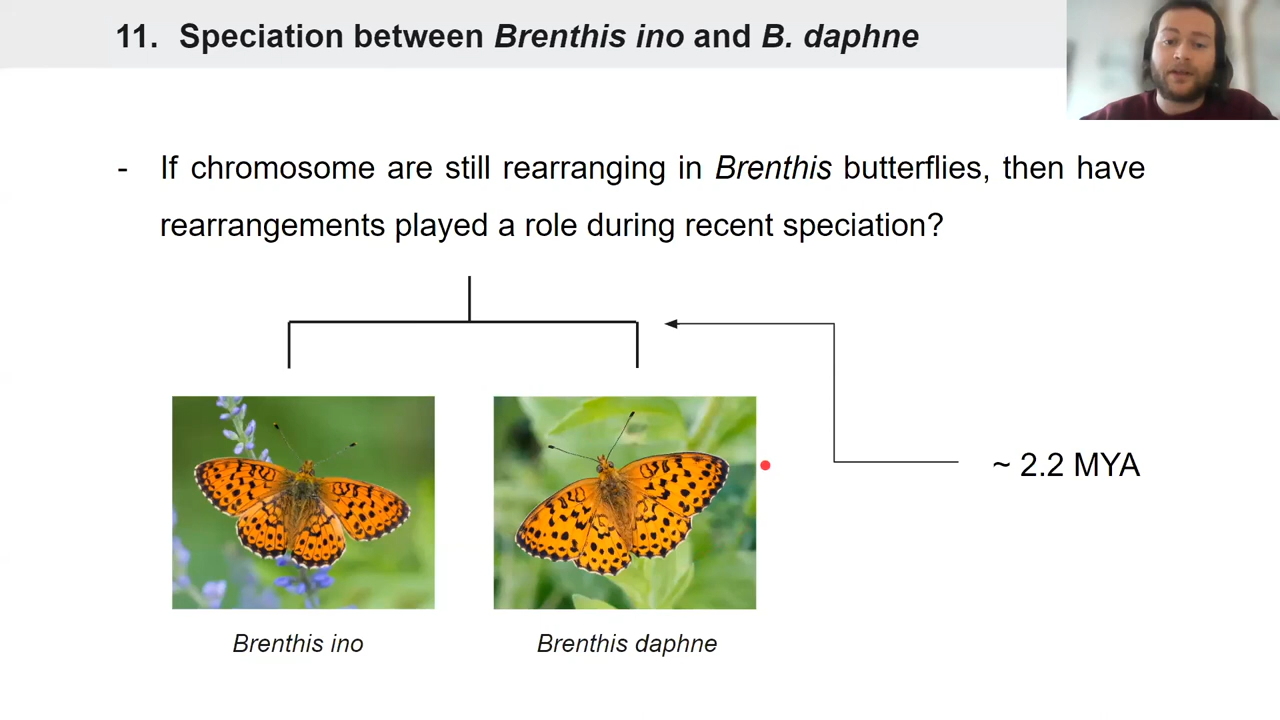 11. Speciation between Brenthis ino and B. daphne
- If chromosome are still rearranging in Brenthis butterflies, then have
rearrangements played a role during recent speciation?
~ 2.2 MYA
Brenthis ino
Brenthis daphne